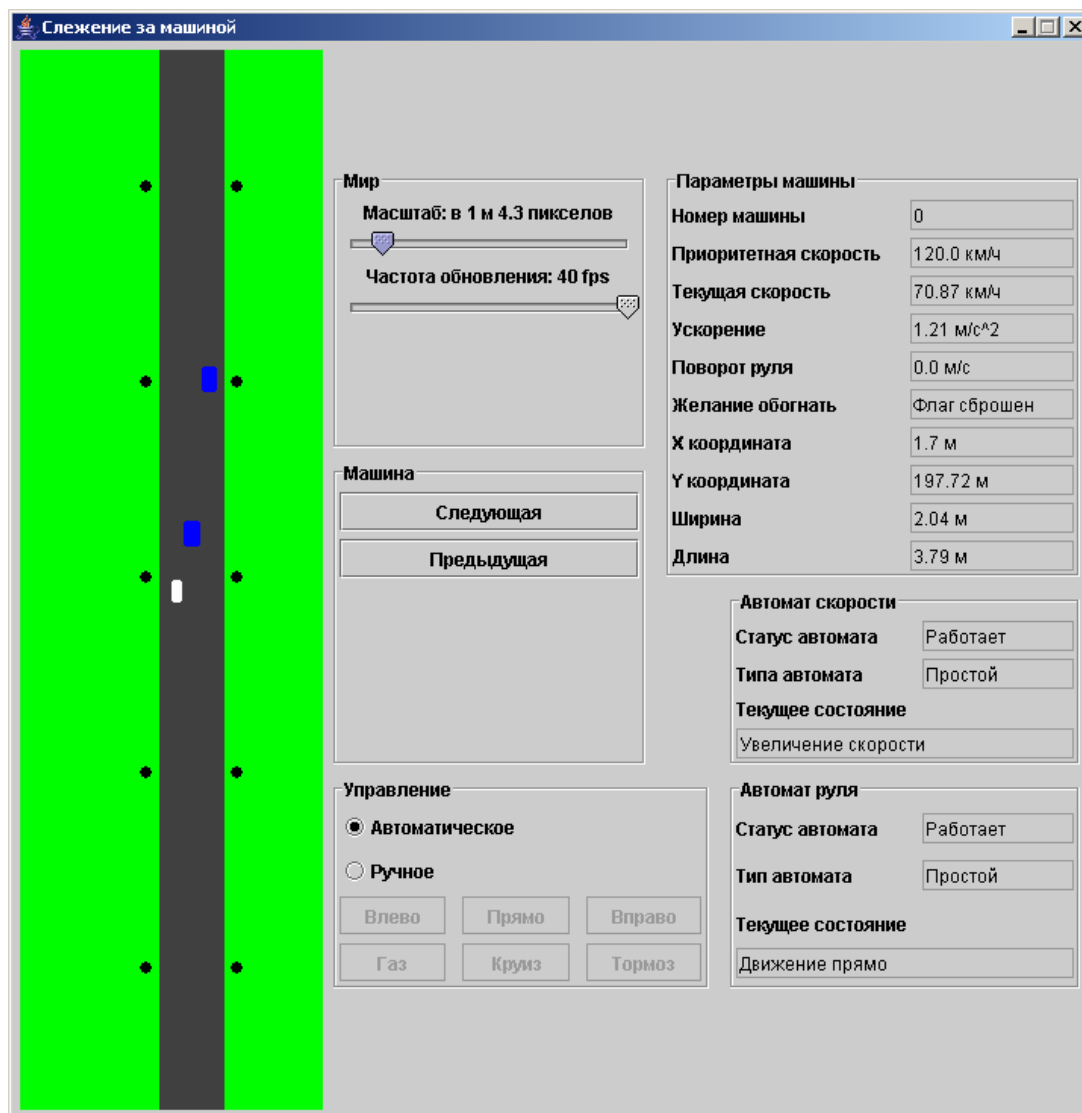 Слежение за машиной
Мир
Масштаб: в 1 м 4.3 пикселов
Частота обновления: 40 fps
Машина
Следующая
Предыдущая
Управление
Автоматическое
Ручное
Влево Прямо Вправо
Газ Круиз Тормоз
Параметры машины
Номер машины 0
Приоритетная скорость 120.0 км/ч
Текущая скорость 70.87 км/ч
Ускорение 1.21 м/с^2
Поворот руля 0.0 м/с
Желание обогнать Флаг сброшен
X координата 1.7 м
Y координата 197.72 м
Ширина 2.04 м
Длина 3.79 м
Автомат скорости
Статус автомата Работает
Типа автомата Простой
Текущее состояние
Увеличение скорости
Автомат руля
Статус автомата Работает
Тип автомата Простой
Текущее состояние
Движение прямо